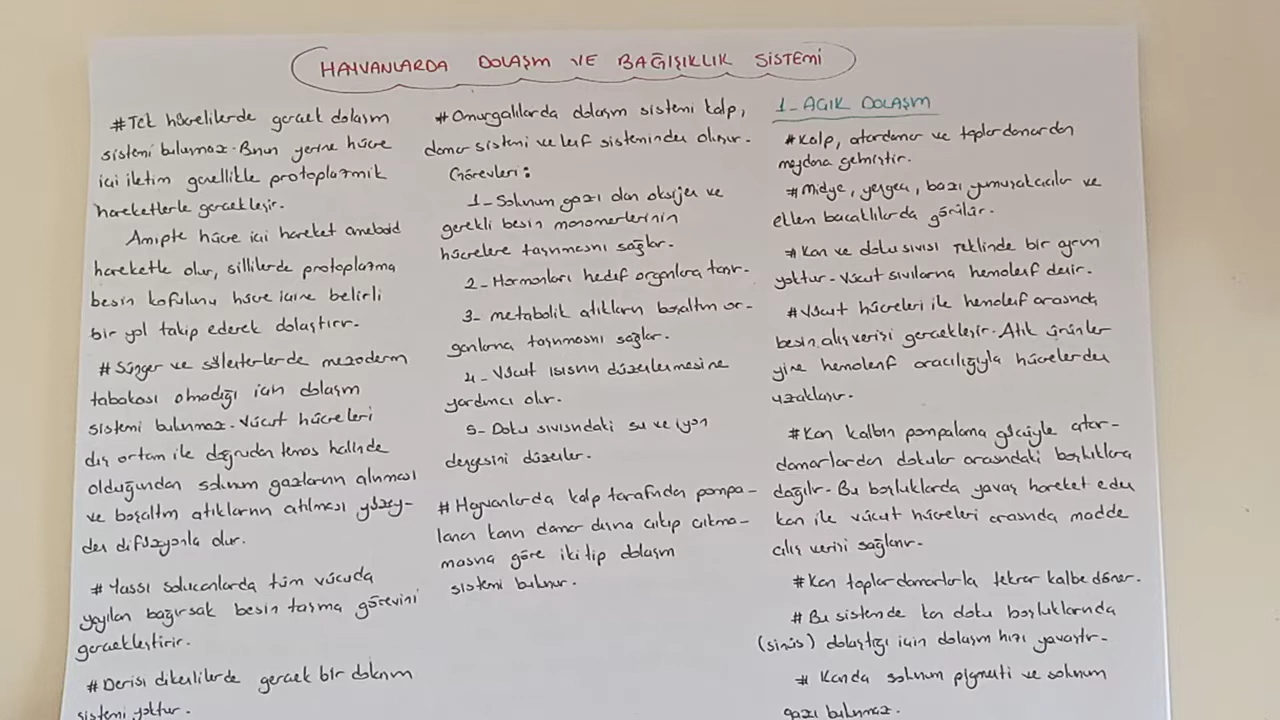 HAYVANLARDA DOLAŞIM VE BAĞIŞIKLIK SİSTEMİ
#Tek hücrelilerde gerçek dolaşım
sistemi bulunmaz. Bunun yerine hücre
içi iletim genellikle protoplazmik
hareketlerle gerçekleşir.
Amipte hücre içi hareket ameboid
hareketle olur, sillilerde protoplazma
besin kofulunu hücre içine belirli
bir yol takip ederek dolaştırır.
#Sünger ve sölenterlerde mezoderm
tabakası olmadığı için dolaşım
sistemi bulunmaz. Vücut hücreleri
dış ortam ile doğrudan temas halinde
olduğundan solunum gazlarının alınması
ve boşaltım atıklarının atılması yüzey-
den difüzyonla olur.
#Yassı solucanlarda tüm vücuda
yayılan bağırsak besin taşıma görevini
gerçekleştirir.
#Derisi dikenlilerde gerçek bir dolaşım
sistemi yoktur.
#Omurgalılarda dolaşım sistemi kalp,
damar sistemi ve lenf sisteminden oluşur.
Görevleri:
1-Solunum gazı olan oksijen ve
gerekli besin monomerlerinin
hücrelere taşınmasını sağlar.
2-Hormonları hedef organlara taşır.
3- metabolik atıkların boşaltım or-
ganlarına taşınmasını sağlar.
4-Vücut ısısının düzenlenmesine
yardımcı olur.
5- Doku sıvısındaki su ve iyon
dengesini düzenler.
#Hayvanlarda kalp tarafından pompa-
lanan kanın damar dışına çıkıp çıkma-
masına göre iki tip dolaşım
sistemi bulunur.
1-AÇIK DOLAŞIM
#Kalp, atardamar ve toplardamardan
meydana gelmiştir.
#Midye, yengeç, bazı yumuşakçalar ve
eklem bacaklılarda görülür.
#Kan ve doku sıvısı şeklinde bir ayrım
yoktur. Vücut sıvılarına hemolenf denir.
#Vücut hücreleri ile hemolenf arasında
besin alış verişi gerçekleşir. Atık ürünler
yine hemolenf aracılığıyla hücrelerden
uzaklaşır.
#Kan kalbin pompalama gücüyle atar-
damarlardan dokular arasındaki boşluklara
dağılır. Bu boşluklarda yavaş hareket eden
kan ile vücut hücreleri arasında madde
alış verişi sağlanır.
#Kan toplardamarlarla tekrar kalbe döner.
#Bu sistemde kan doku boşluklarında
(sinüs) dolaştığı için dolaşım hızı yavaştır.
# Kanda solunum pigmenti ve solunum
gazı bulunmaz.